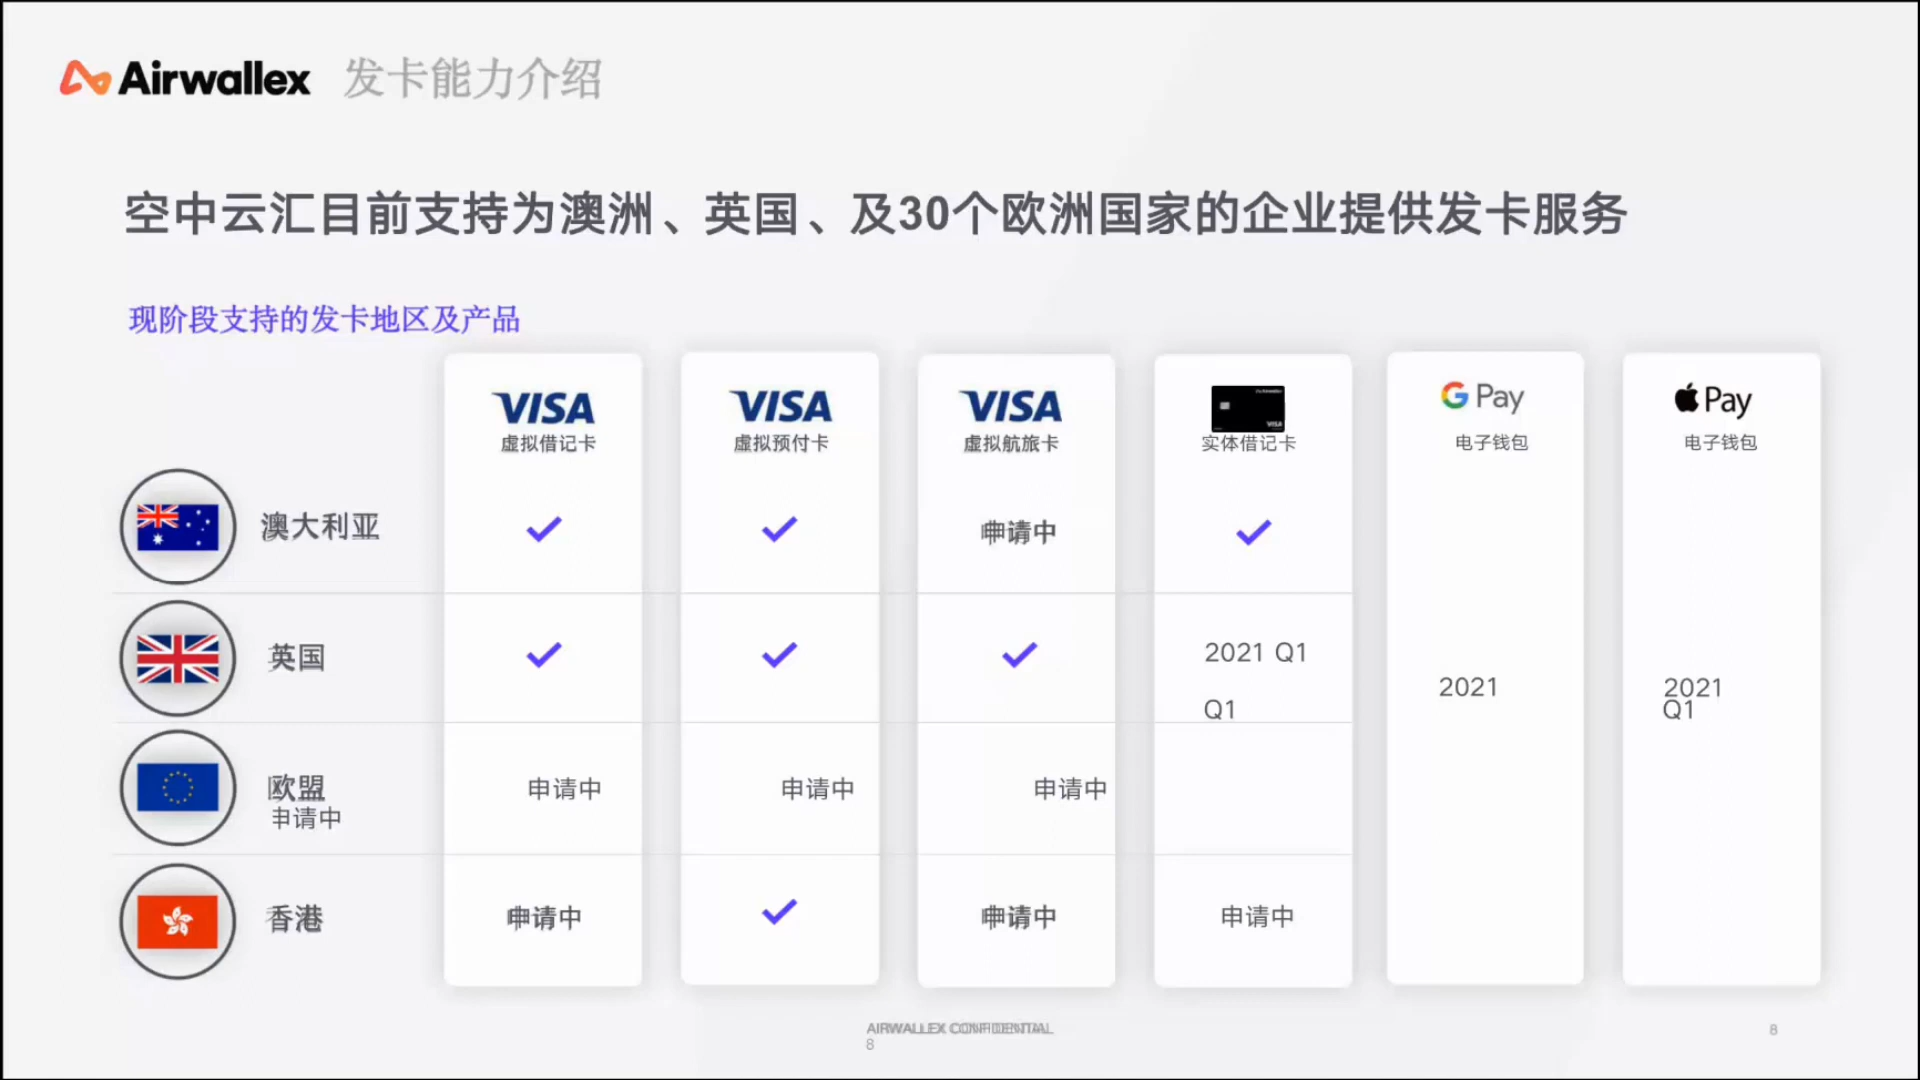 Airwallex 发卡能力介绍
空中云汇目前支持为澳洲、英国、及30个欧洲国家的企业提供发卡服务
现阶段支持的发卡地区及产品
VISA VISA VISA G Pay Pay
虚拟借记卡 虚拟预付卡 虚拟航旅卡 实体借记卡 电子钱包 电子钱包
澳大利亚 申请中
英国 2021 Q1
Q1
2021
2021
Q1
欧盟 申请中 申请中 申请中
申请中
香港 申请中 申请中 申请中
AIRWALLEX CONFIDENTIAL
8
8